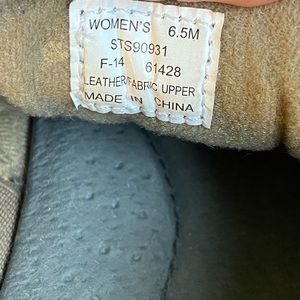 WOMEN'S 6.5M
STS90931
F-14 61428
LEATHER/FABRIC UPPER
MADE IN CHINA